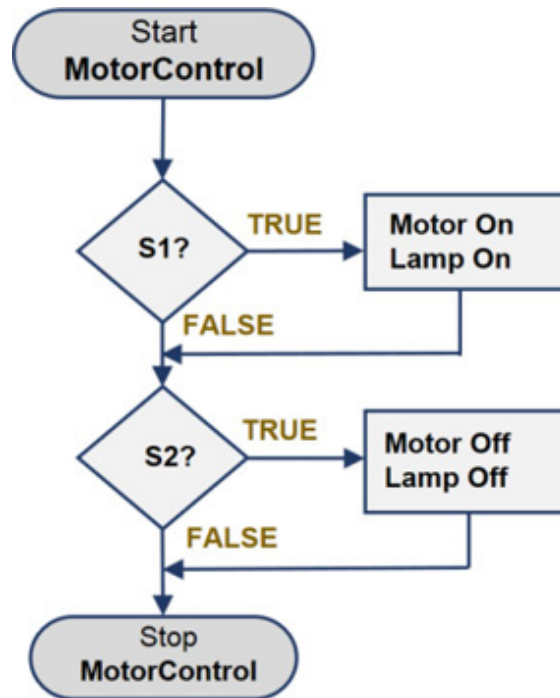 Start
MotorControl
S1?
TRUE
Motor On
Lamp On
FALSE
S2?
TRUE
Motor Off
Lamp Off
FALSE
Stop
MotorControl